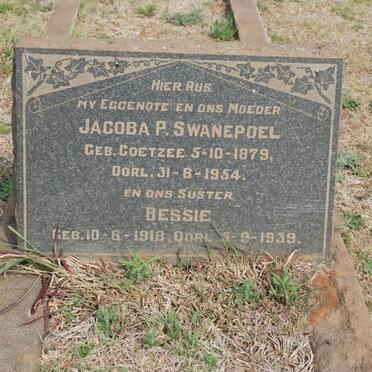 HIER RUS
MY EGGENOTE EN ONS MOEDER
JACOBA P. SWANEPOEL
GEB. COETZEE 5-10-1879,
OORL. 31-8-1954.
EN ONS SUSTER
BESSIE
GEB. 10-6-1918, OORL. 5-9-1939.